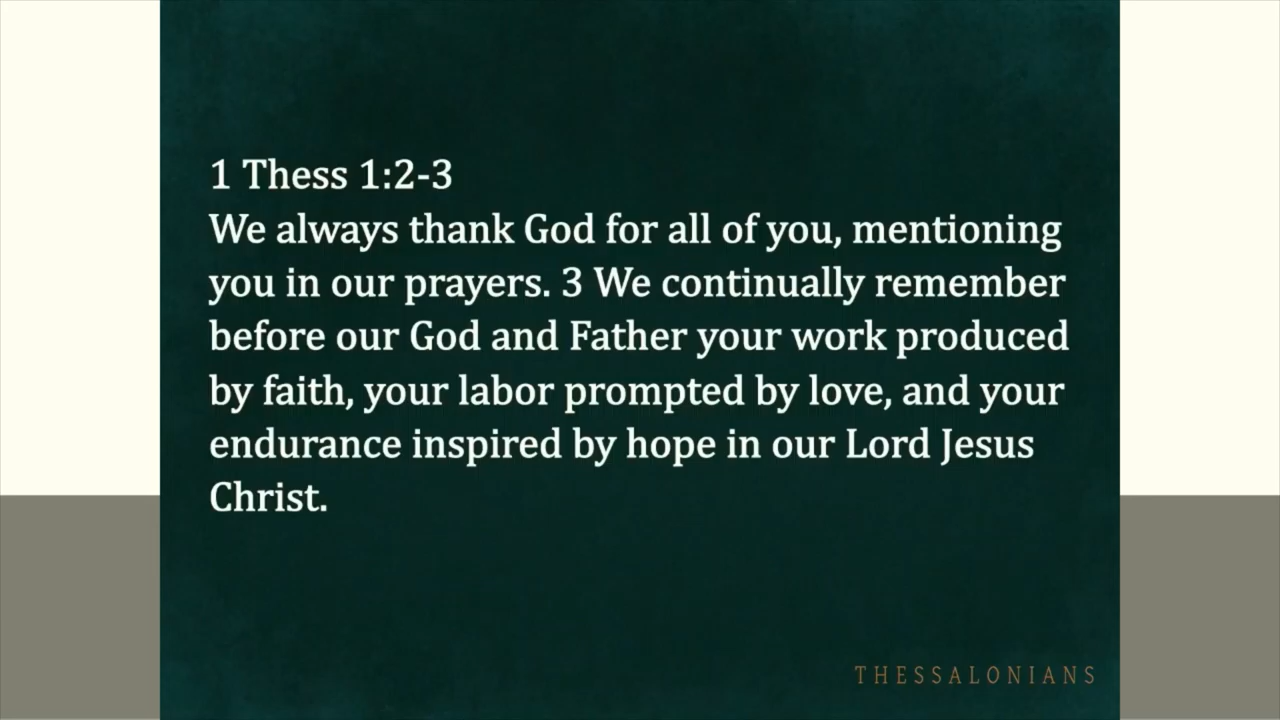 1 Thess 1:2-3
We always thank God for all of you, mentioning
you in our prayers. 3 We continually remember
before our God and Father your work produced
by faith, your labor prompted by love, and your
endurance inspired by hope in our Lord Jesus
Christ.
THESSALONIANS